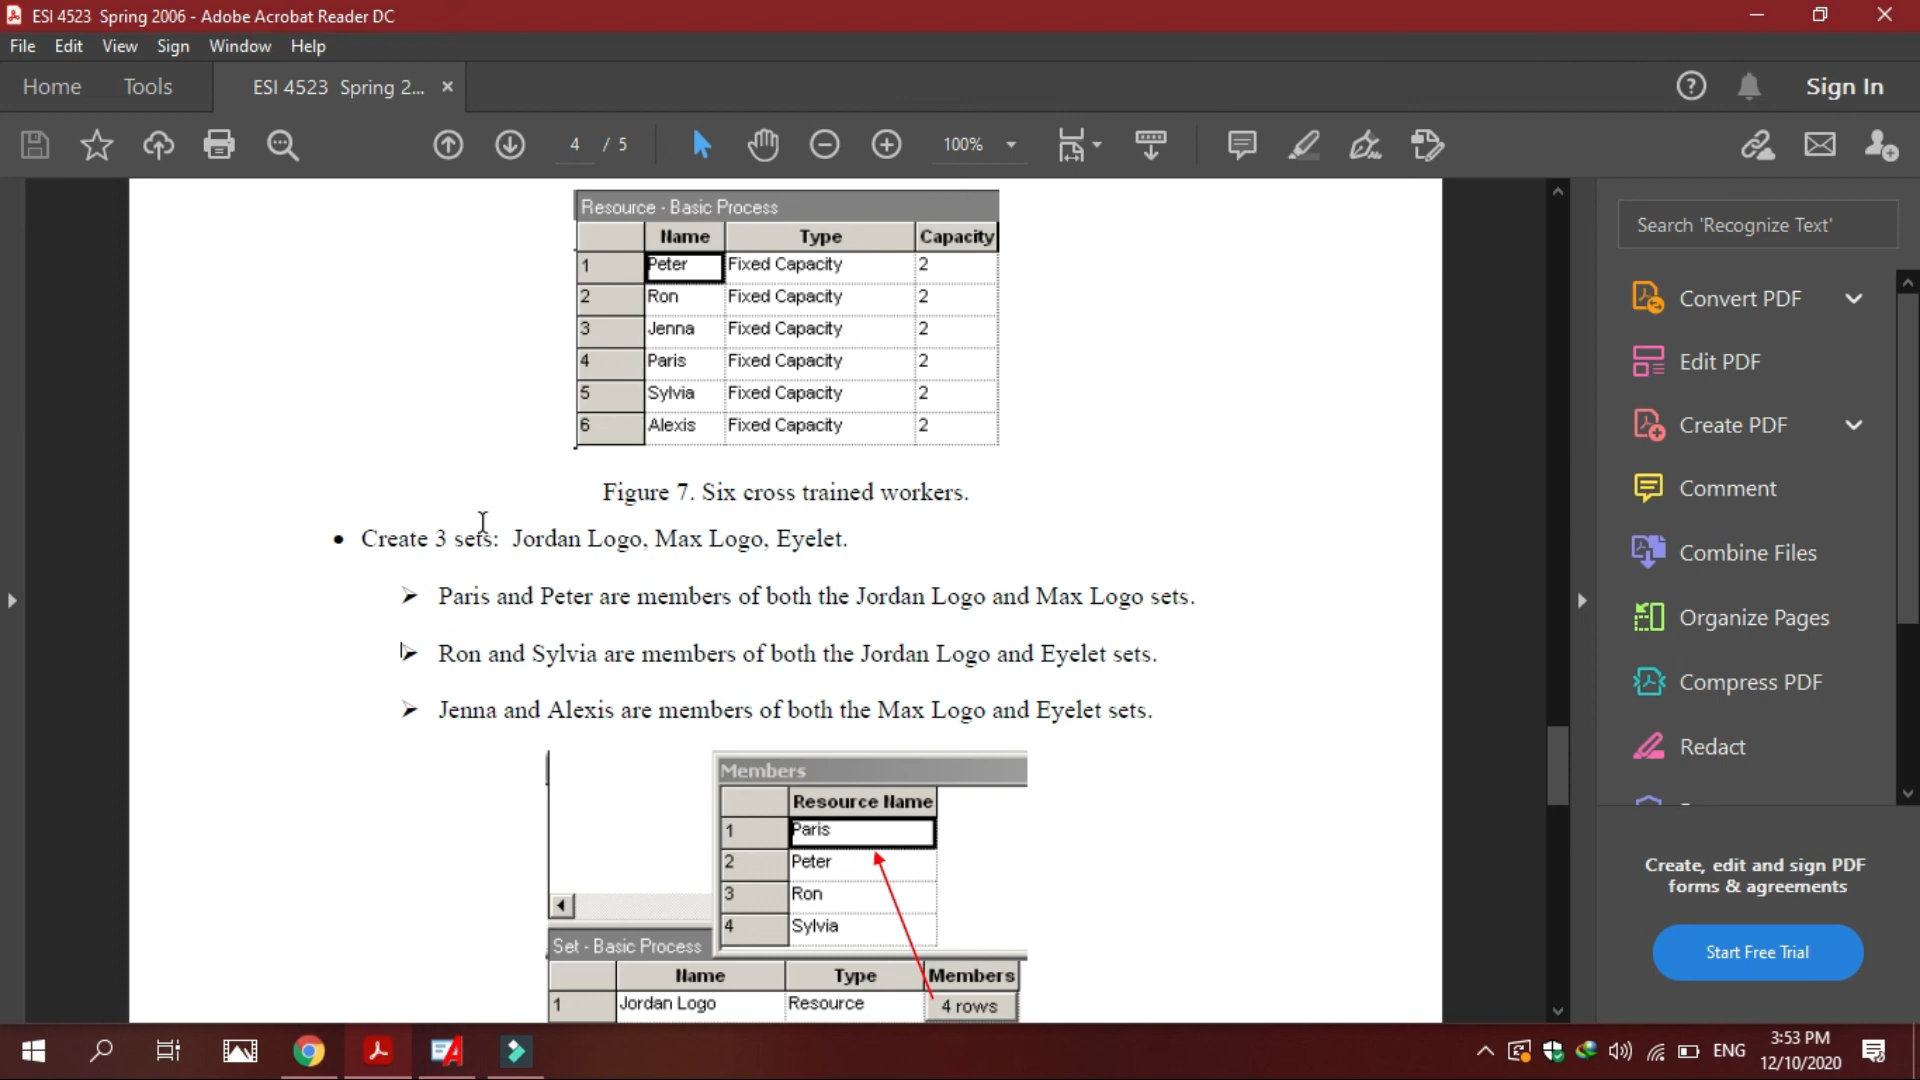 ESI 4523 Spring 2006 - Adobe Acrobat Reader DC
File Edit View Sign Window Help
Home Tools ESI 4523 Spring 2... × Sign In
4 / 5 100%
Search 'Recognize Text'
Convert PDF
Edit PDF
Create PDF
Comment
Combine Files
Organize Pages
Compress PDF
Redact
Create, edit and sign PDF
forms & agreements
Start Free Trial
Resource - Basic Process
Name Type Capacity
1 Peter Fixed Capacity 2
2 Ron Fixed Capacity 2
3 Jenna Fixed Capacity 2
4 Paris Fixed Capacity 2
5 Sylvia Fixed Capacity 2
6 Alexis Fixed Capacity 2
Figure 7. Six cross trained workers.
• Create 3 sets: Jordan Logo, Max Logo, Eyelet.
➢ Paris and Peter are members of both the Jordan Logo and Max Logo sets.
➢ Ron and Sylvia are members of both the Jordan Logo and Eyelet sets.
➢ Jenna and Alexis are members of both the Max Logo and Eyelet sets.
Members
Resource Name
1 Paris
2 Peter
3 Ron
4 Sylvia
Set - Basic Process
Name Type Members
1 Jordan Logo Resource 4 rows
ENG
3:53 PM
12/10/2020